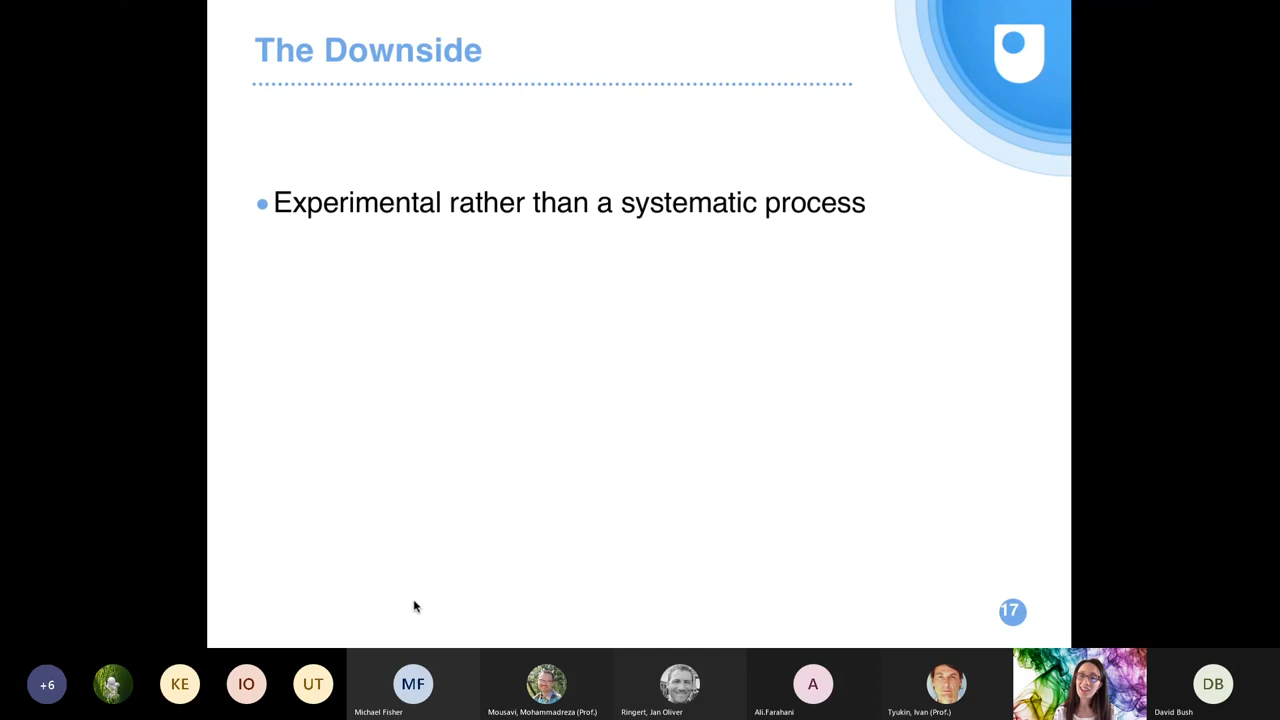 The Downside
Experimental rather than a systematic process
17
+6
KE
IO
UT
MF
A
DB
Michael Fisher
Mousavi, Mohammadreza (Prof.)
Ringert, Jan Oliver
Ali.Farahani
Tyukin, Ivan (Prof.)
David Bush